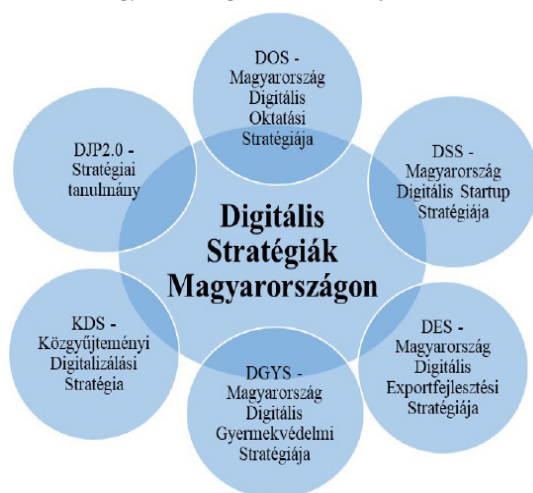 DOS -
Magyarország
Digitális
Oktatási
Stratégiája
DSS -
Magyarország
Digitális Startup
Stratégiája
DES -
Magyarország
Digitális
Exportfejlesztési
Stratégiája
DGYS -
Magyarország
Digitális
Gyermekvédelmi
Stratégiája
KDS -
Közgyűjteményi
Digitalizálási
Stratégia
DJP2.0 -
Stratégiai
tanulmány
Digitális
Stratégiák
Magyarországon